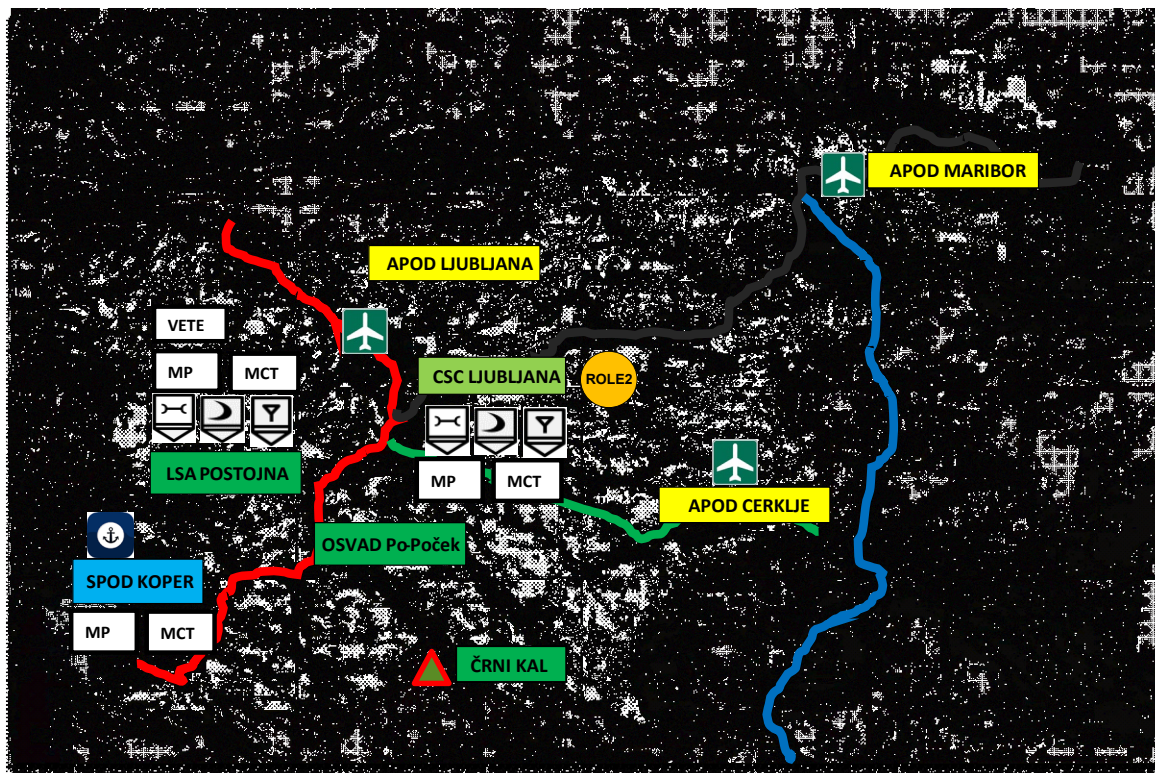 APOD MARIBOR
APOD LJUBLJANA
VETE
MP
MCT
CSC LJUBLJANA
ROLE2
LSA POSTOJNA
MP
MCT
APOD CERKLJE
OSVAD Po-Poček
SPOD KOPER
MP
MCT
ČRNI KAL